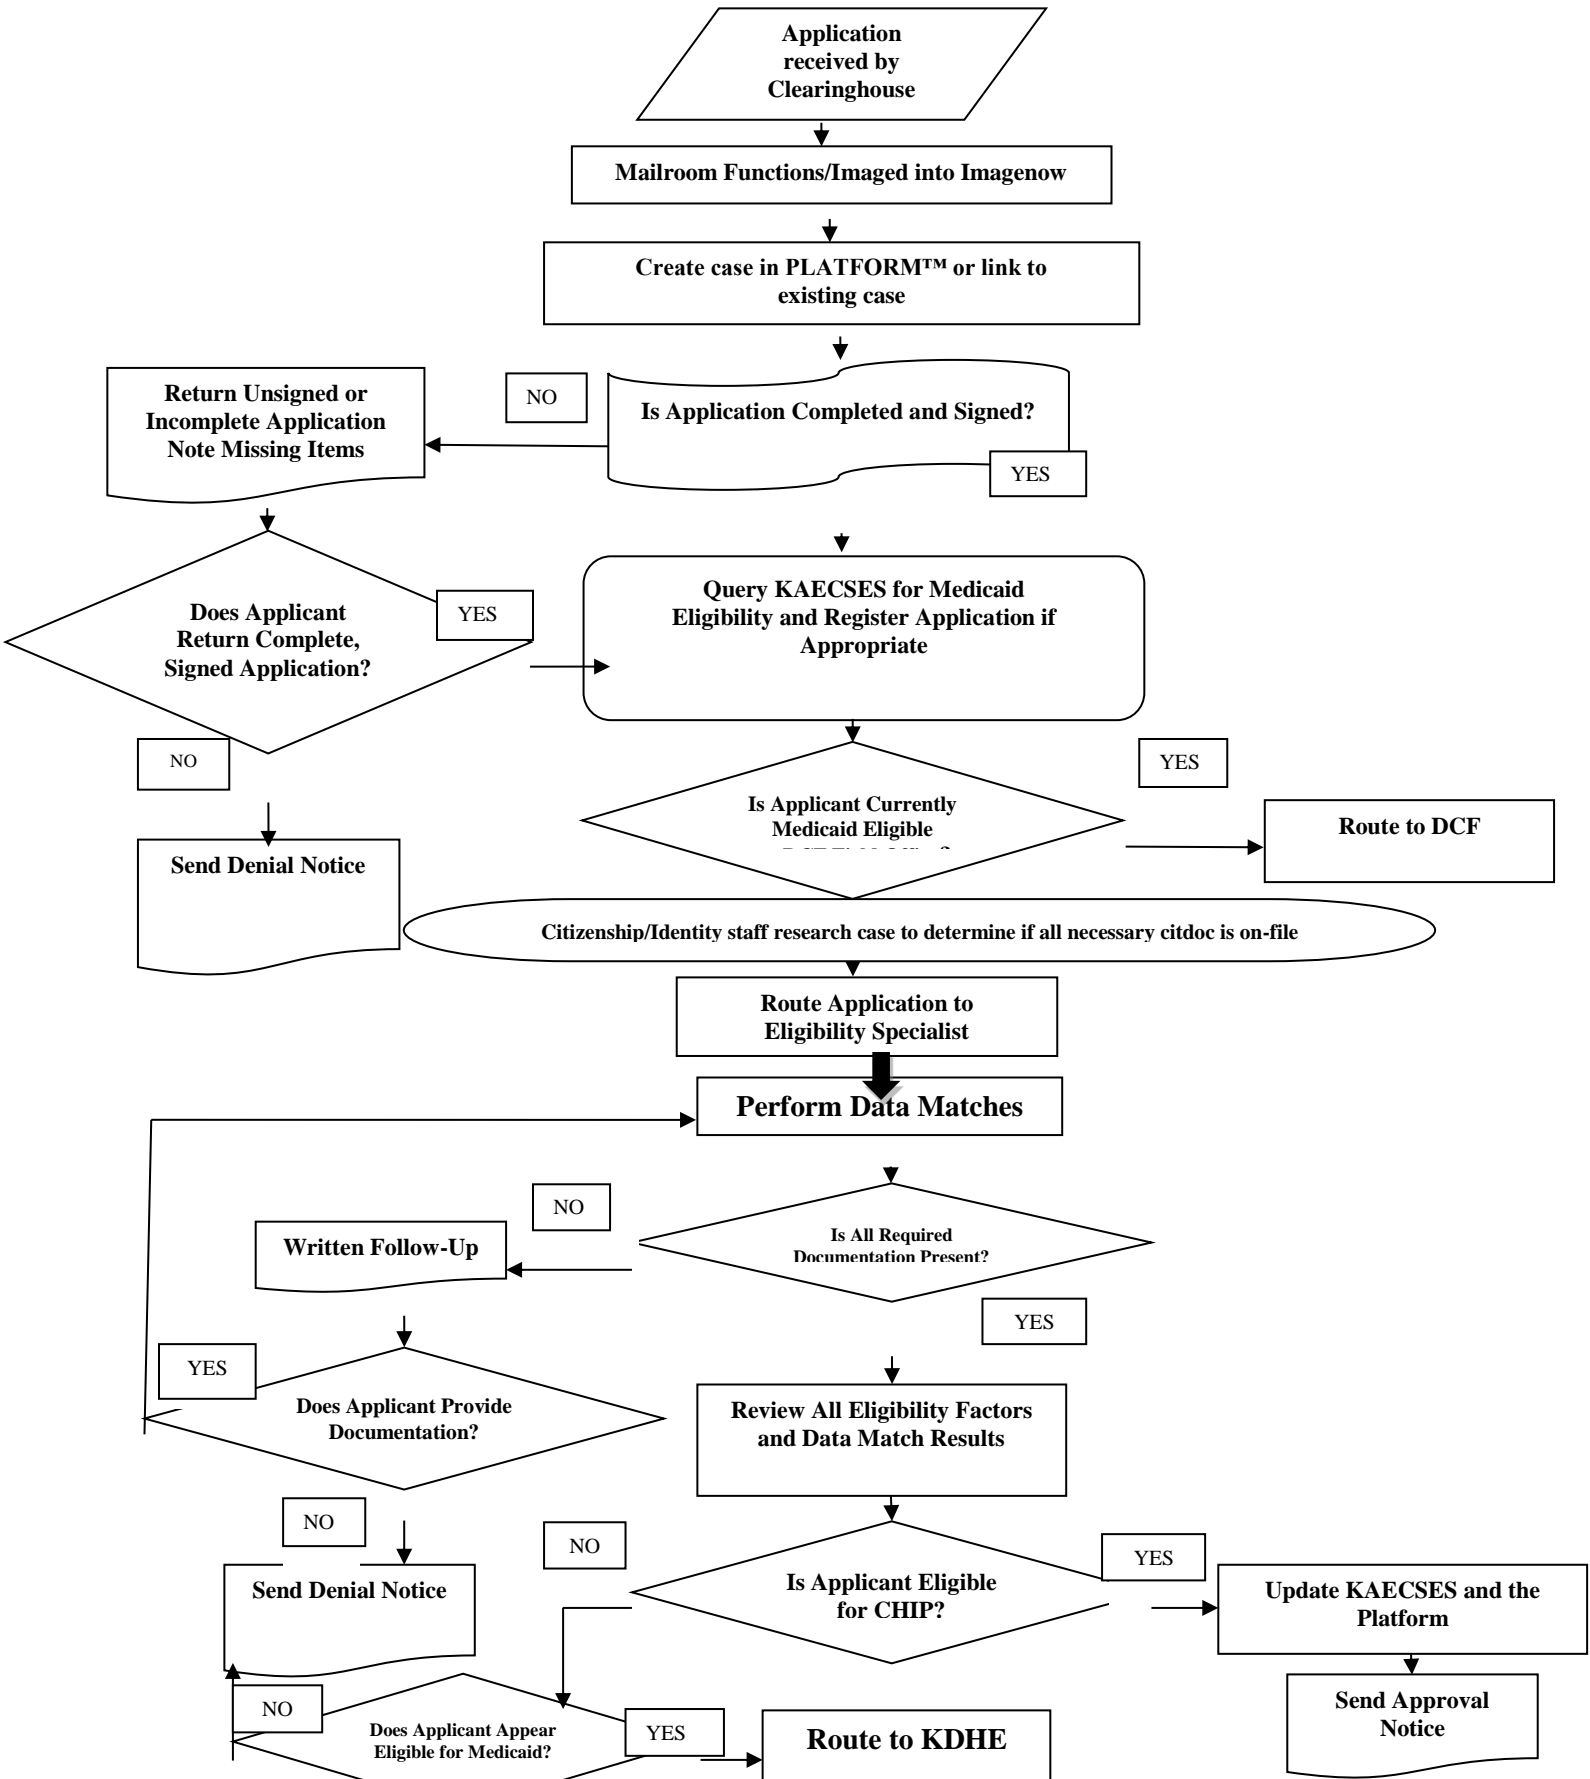 Application
received by
Clearinghouse
Mailroom Functions/Imaged into Imagenow
Create case in PLATFORM™ or link to
existing case
Return Unsigned or
Incomplete Application
Note Missing Items
NO
Is Application Completed and Signed?
YES
Does Applicant
Return Complete,
Signed Application?
YES
Query KAECSES for Medicaid
Eligibility and Register Application if
Appropriate
NO
Send Denial Notice
Is Applicant Currently
Medicaid Eligible
YES
Route to DCF
Citizenship/Identity staff research case to determine if all necessary citdoc is on-file
Route Application to
Eligibility Specialist
Perform Data Matches
NO
Is All Required
Documentation Present?
Written Follow-Up
YES
YES
Does Applicant Provide
Documentation?
Review All Eligibility Factors
and Data Match Results
NO
Send Denial Notice
NO
Is Applicant Eligible
for CHIP?
YES
Update KAECSES and the
Platform
Send Approval
Notice
NO
Does Applicant Appear
Eligible for Medicaid?
YES
Route to KDHE